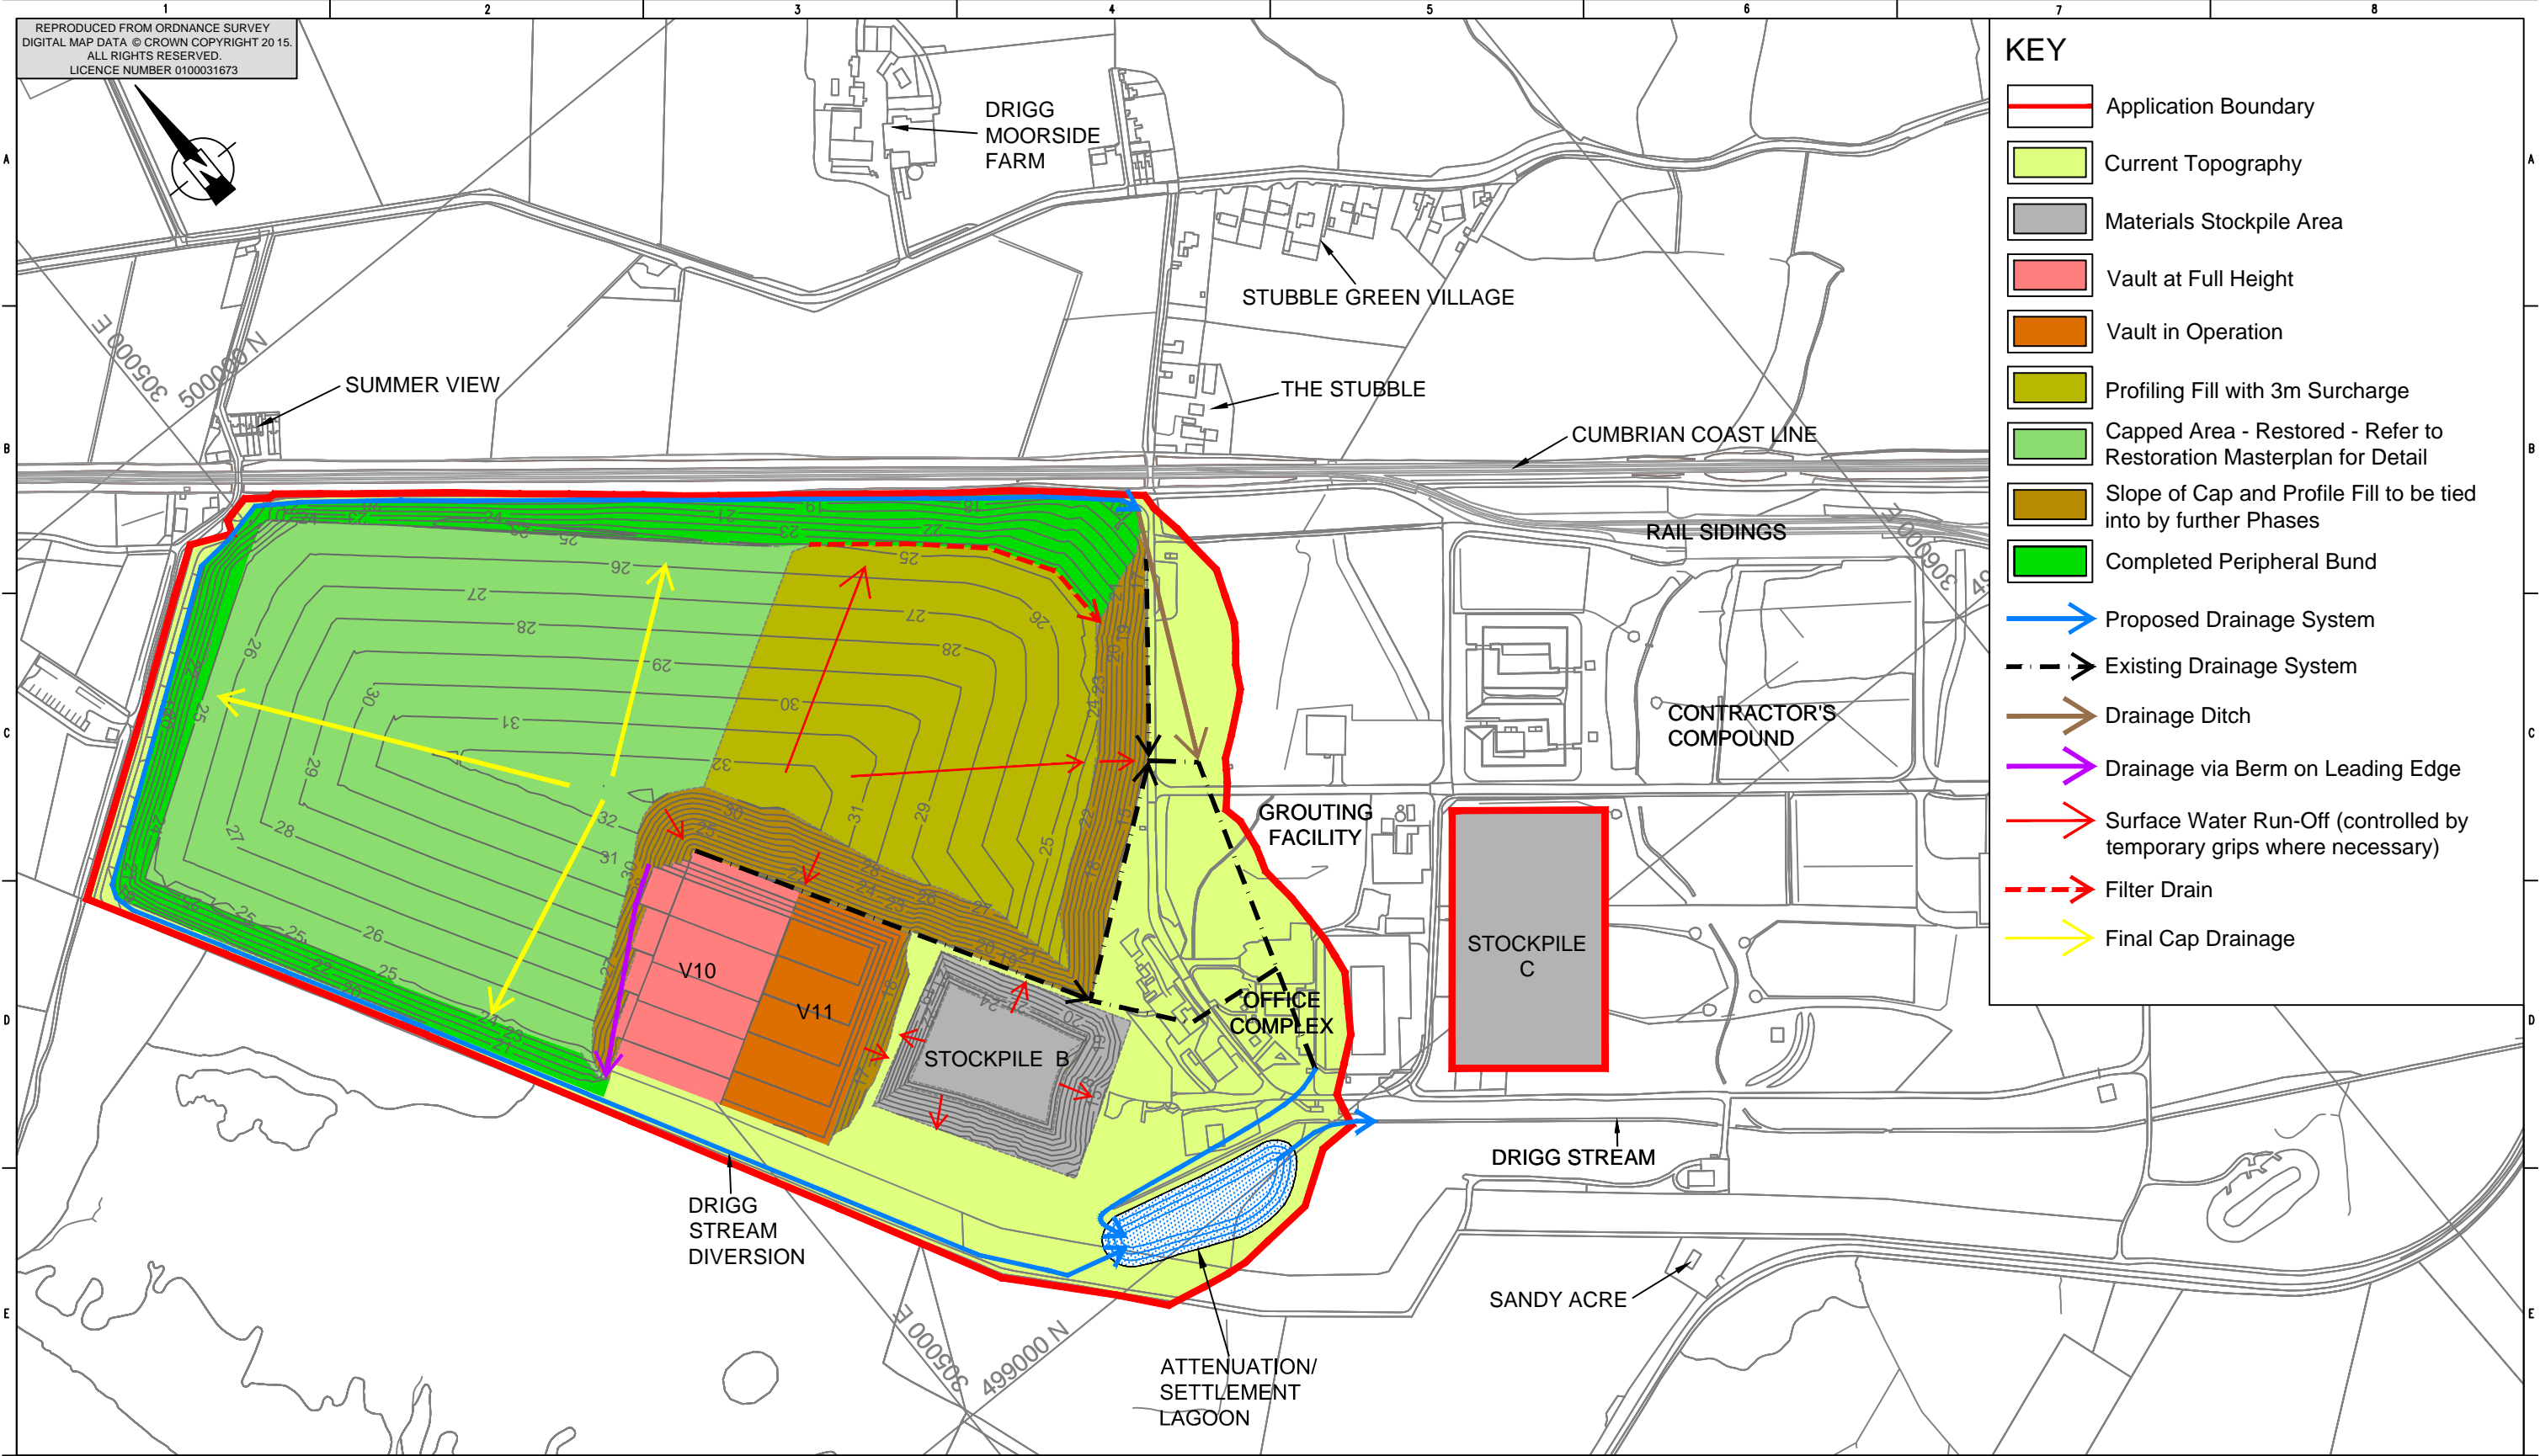 1 2 3 4 5 6 7 8
REPRODUCED FROM ORDNANCE SURVEY
DIGITAL MAP DATA © CROWN COPYRIGHT 20 15.
ALL RIGHTS RESERVED.
LICENCE NUMBER 0100031673
N
DRIGG
MOORSIDE
FARM
STUBBLE GREEN VILLAGE
305000 E
500000 N
SUMMER VIEW
THE STUBBLE
CUMBRIAN COAST LINE
RAIL SIDINGS
306000 E
CONTRACTOR'S
COMPOUND
GROUTING
FACILITY
STOCKPILE
C
V10
V11
STOCKPILE B
OFFICE
COMPLEX
DRIGG STREAM
DRIGG
STREAM
DIVERSION
SANDY ACRE
305000 E
499000 N
ATTENUATION/
SETTLEMENT
LAGOON
KEY
Application Boundary
Current Topography
Materials Stockpile Area
Vault at Full Height
Vault in Operation
Profiling Fill with 3m Surcharge
Capped Area - Restored - Refer to
Restoration Masterplan for Detail
Slope of Cap and Profile Fill to be tied
into by further Phases
Completed Peripheral Bund
Proposed Drainage System
Existing Drainage System
Drainage Ditch
Drainage via Berm on Leading Edge
Surface Water Run-Off (controlled by
temporary grips where necessary)
Filter Drain
Final Cap Drainage
A
B
C
D
E
A
B
C
D
E